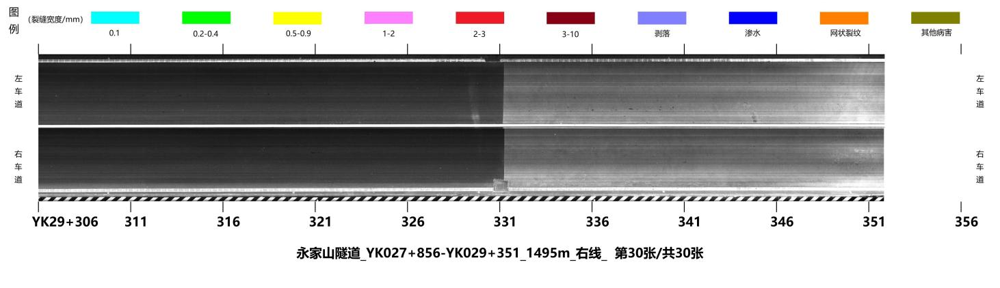 图例 (裂缝宽度/mm) 0.1 0.2-0.4 0.5-0.9 1-2 2-3 3-10 剥落 渗水 网状裂纹 其他病害
左车道 左车道
右车道 右车道
YK29+306 311 316 321 326 331 336 341 346 351 356
永家山隧道_YK027+856-YK029+351_1495m_右线_ 第30张/共30张